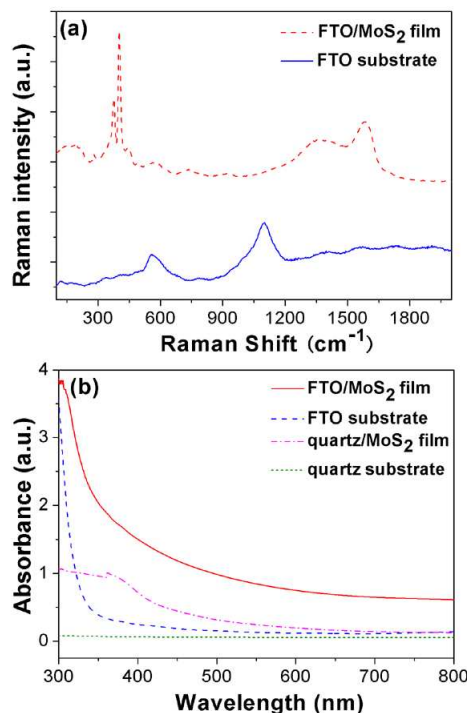 (a)
FTO/MoS₂ film
FTO substrate
Raman intensity (a.u.)
300 600 900 1200 1500 1800
Raman Shift (cm⁻¹)
(b)
FTO/MoS₂ film
FTO substrate
quartz/MoS₂ film
quartz substrate
Absorbance (a.u.)
4
3
2
1
0
300 400 500 600 700 800
Wavelength (nm)